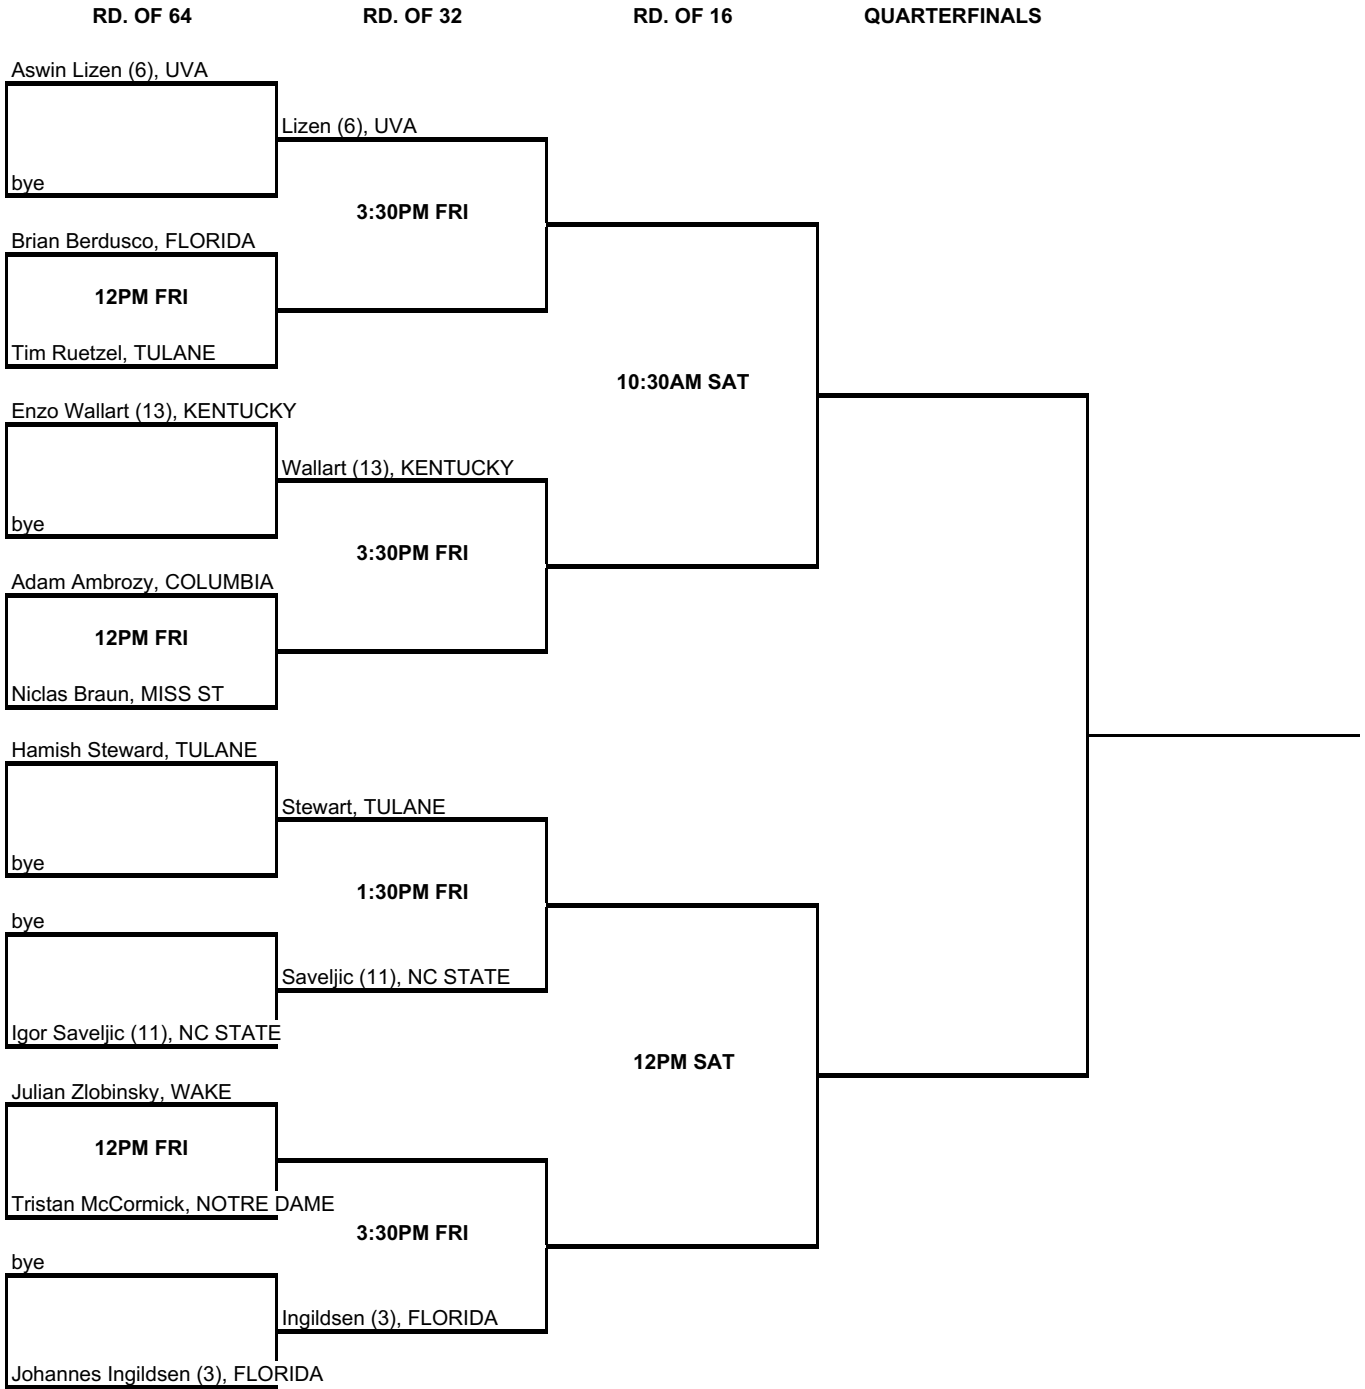 RD. OF 64 RD. OF 32 RD. OF 16 QUARTERFINALS
Aswin Lizen (6), UVA
Lizen (6), UVA
bye
3:30PM FRI
Brian Berdusco, FLORIDA
12PM FRI
Tim Ruetzel, TULANE
10:30AM SAT
Enzo Wallart (13), KENTUCKY
Wallart (13), KENTUCKY
bye
3:30PM FRI
Adam Ambrozy, COLUMBIA
12PM FRI
Niclas Braun, MISS ST
Hamish Steward, TULANE
Stewart, TULANE
bye
1:30PM FRI
bye
Saveljic (11), NC STATE
Igor Saveljic (11), NC STATE
12PM SAT
Julian Zlobinsky, WAKE
12PM FRI
Tristan McCormick, NOTRE DAME
3:30PM FRI
bye
Ingildsen (3), FLORIDA
Johannes Ingildsen (3), FLORIDA